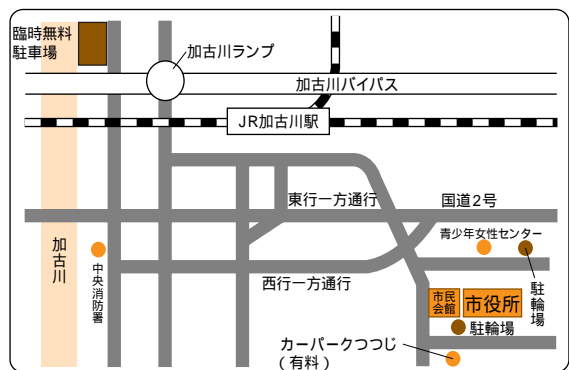 臨時無料
駐車場
加古川ランプ
加古川バイパス
JR加古川駅
東行一方通行
国道2号
青少年女性センター
加古川
中央消防署
西行一方通行
駐輪場
市民
会館
市役所
駐輪場
カーパークつつじ
(有料)